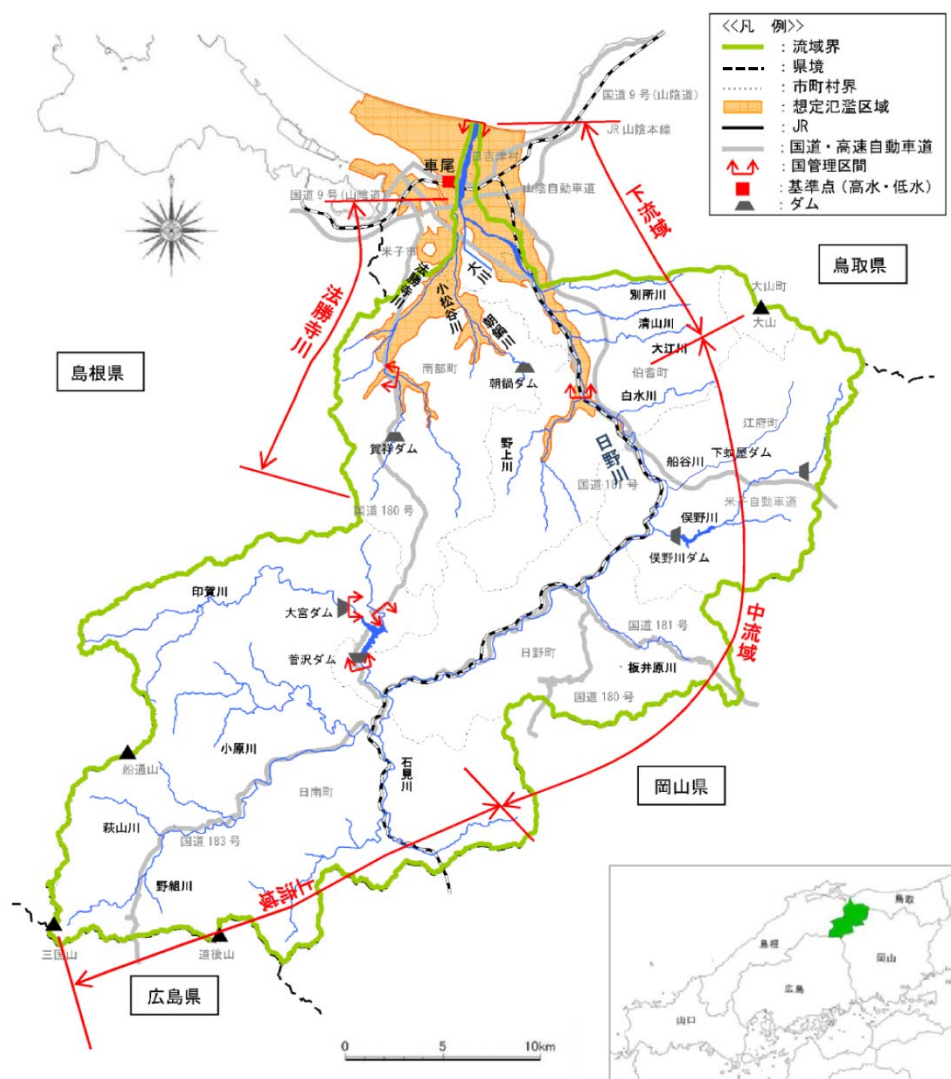 <<凡　例>>
：流域界
：県境
：市町村界
：想定氾濫区域
：JR
：国道・高速自動車道
：国管理区間
：基準点（高水・低水）
：ダム
国道9号(山陰道)
JR山陰本線
日吉津村
車尾
国道9号(山陰道)
山陰自動車道
下流域
鳥取県
米子市
法勝寺川
小松谷川
大川
朝鍋川
法勝寺川
別所川
清山川
大江川
大山町
大山
島根県
南部町
朝鍋ダム
伯耆町
白水川
江府町
賀祥ダム
野上川
日野川
船谷川
下蚊屋ダム
国道181号
米子自動車道
国道180号
俣野川
俣野川ダム
印賀川
大宮ダム
菅沢ダム
日野町
国道181号
板井原川
国道180号
中流域
小原川
石見川
船通山
日南町
岡山県
萩山川
国道183号
野組川
上流域
三国山
道後山
広島県
0
5
10km
鳥取
島根
岡山
広島
山口